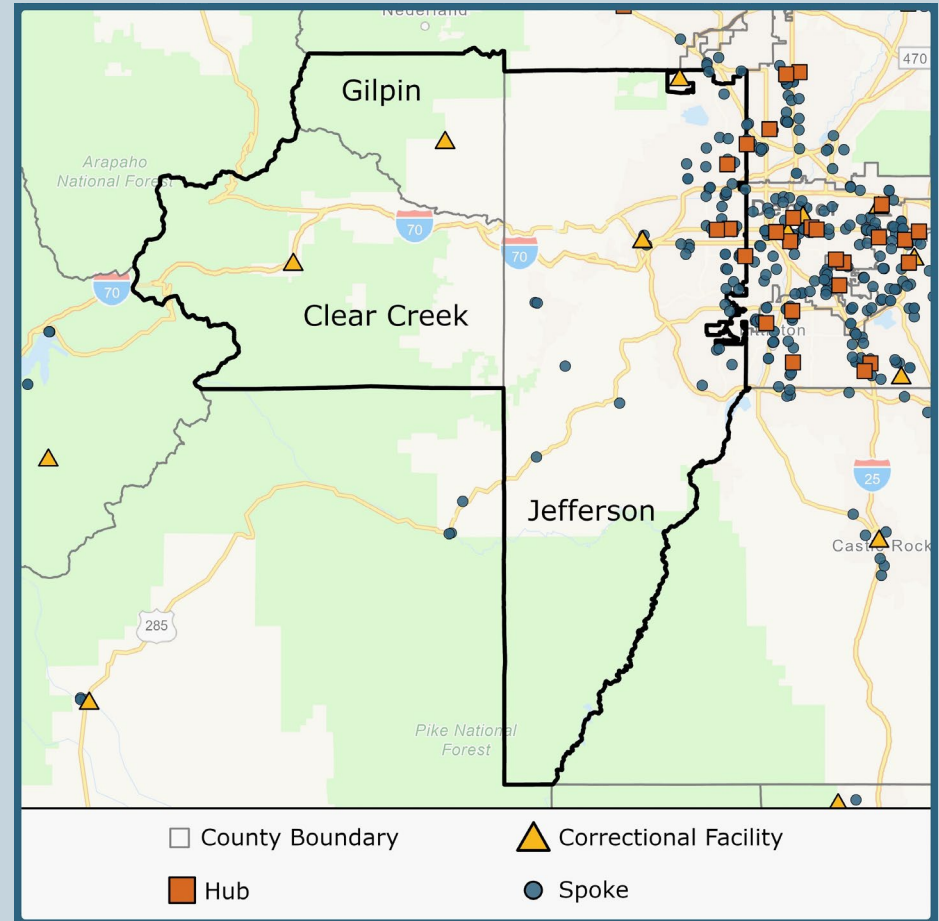 Nederland
470
Gilpin
Arapaho
National Forest
70
70
70
Clear Creek
Jefferson
25
Castle Rock
285
Pike National
Forest
County Boundary
Correctional Facility
Hub
Spoke